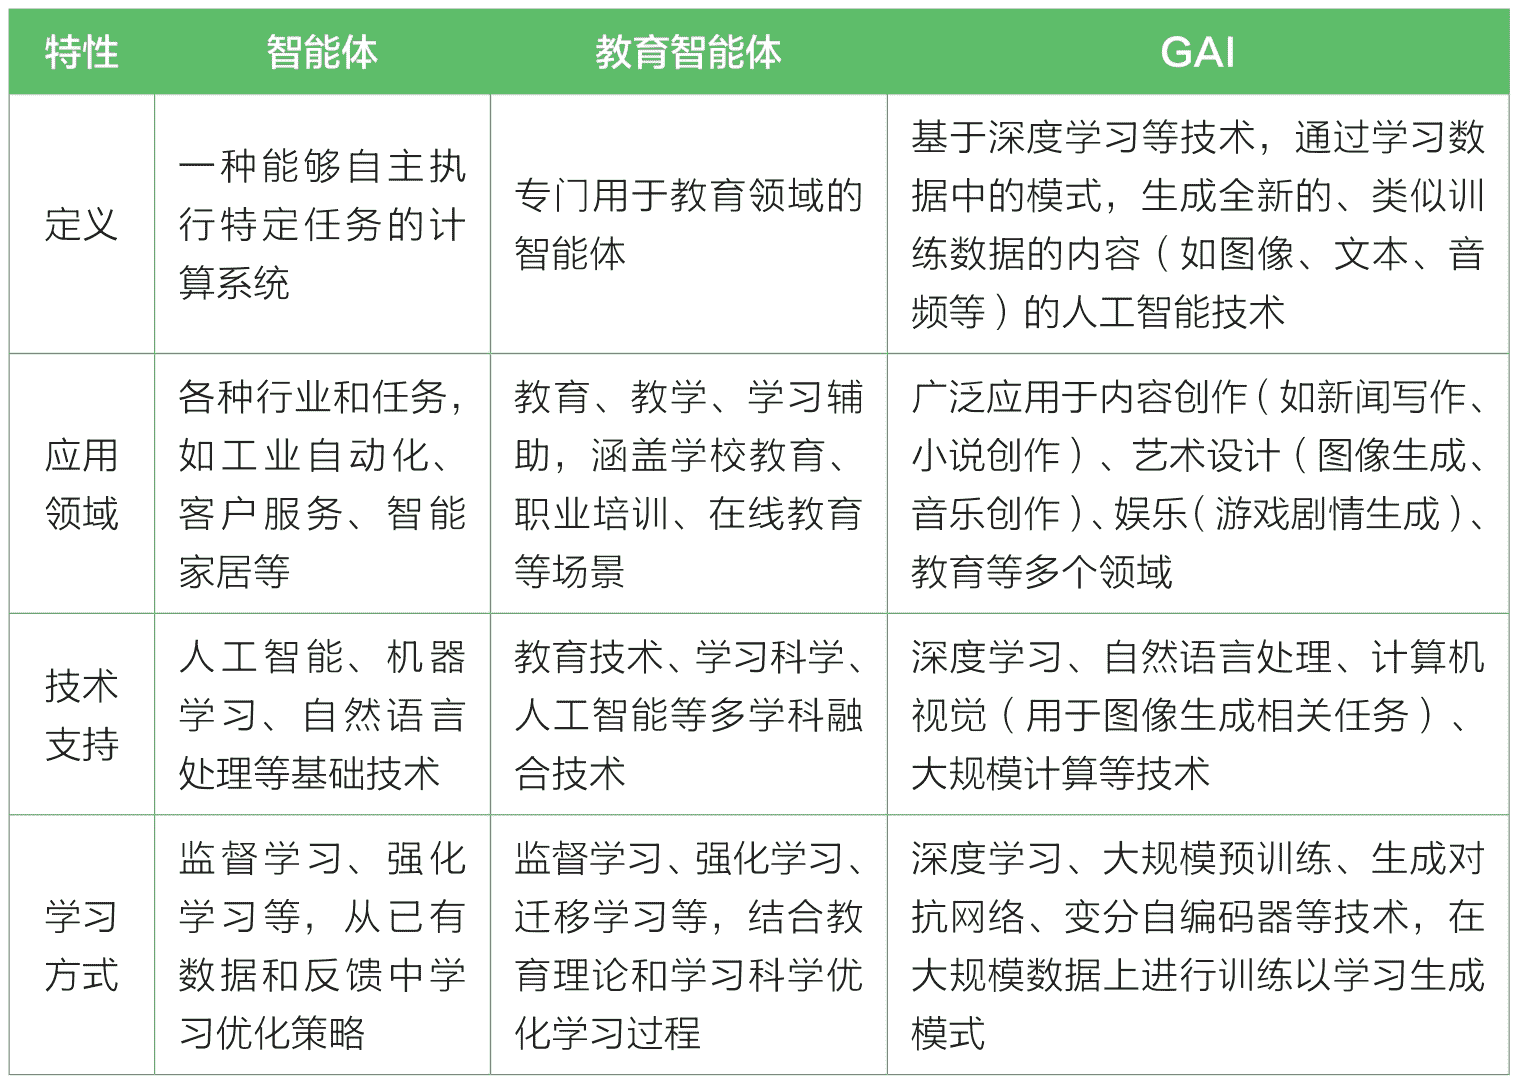 特性
智能体
教育智能体
GAI
定义
一种能够自主执
行特定任务的计
算系统
专门用于教育领域的
智能体
基于深度学习等技术，通过学习数
据中的模式，生成全新的、类似训
练数据的内容（如图像、文本、音
频等）的人工智能技术
应用
领域
各种行业和任务，
如工业自动化、
客户服务、智能
家居等
教育、教学、学习辅
助，涵盖学校教育、
职业培训、在线教育
等场景
广泛应用于内容创作（如新闻写作、
小说创作）、艺术设计（图像生成、
音乐创作）、娱乐（游戏剧情生成）、
教育等多个领域
技术
支持
人工智能、机器
学习、自然语言
处理等基础技术
教育技术、学习科学、
人工智能等多学科融
合技术
深度学习、自然语言处理、计算机
视觉（用于图像生成相关任务）、
大规模计算等技术
学习
方式
监督学习、强化
学习等，从已有
数据和反馈中学
习优化策略
监督学习、强化学习、
迁移学习等，结合教
育理论和学习科学优
化学习过程
深度学习、大规模预训练、生成对
抗网络、变分自编码器等技术，在
大规模数据上进行训练以学习生成
模式